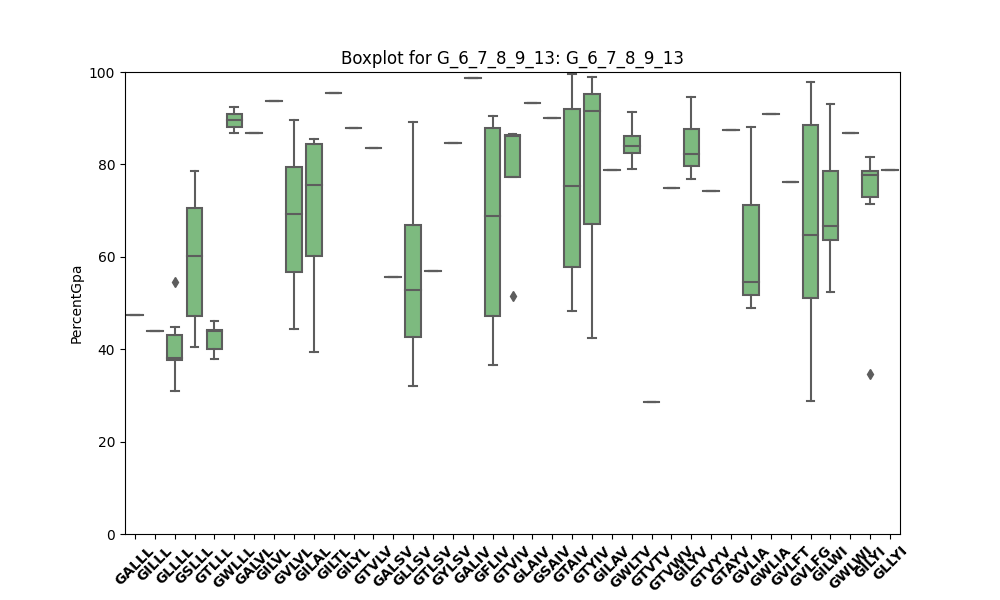 Boxplot for G_6_7_8_9_13: G_6_7_8_9_13
PercentGpa
100
80
60
40
20
0
GALLL
GILLL
GLLLL
GSLLL
GTLLL
GWLLL
GALVL
GILVL
GVLVL
GILAL
GILTL
GILYL
GTVLV
GALSV
GLLSV
GTLSV
GYLSV
GALIV
GFLIV
GTVIV
GLAIV
GSAIV
GTAIV
GTYIV
GILAV
GWLTV
GTVTV
GTVWV
GILYV
GTVYV
GTAYV
GVLIA
GWLIA
GVLFT
GVLFG
GILWI
GWLWI
GILYI
GLLYI